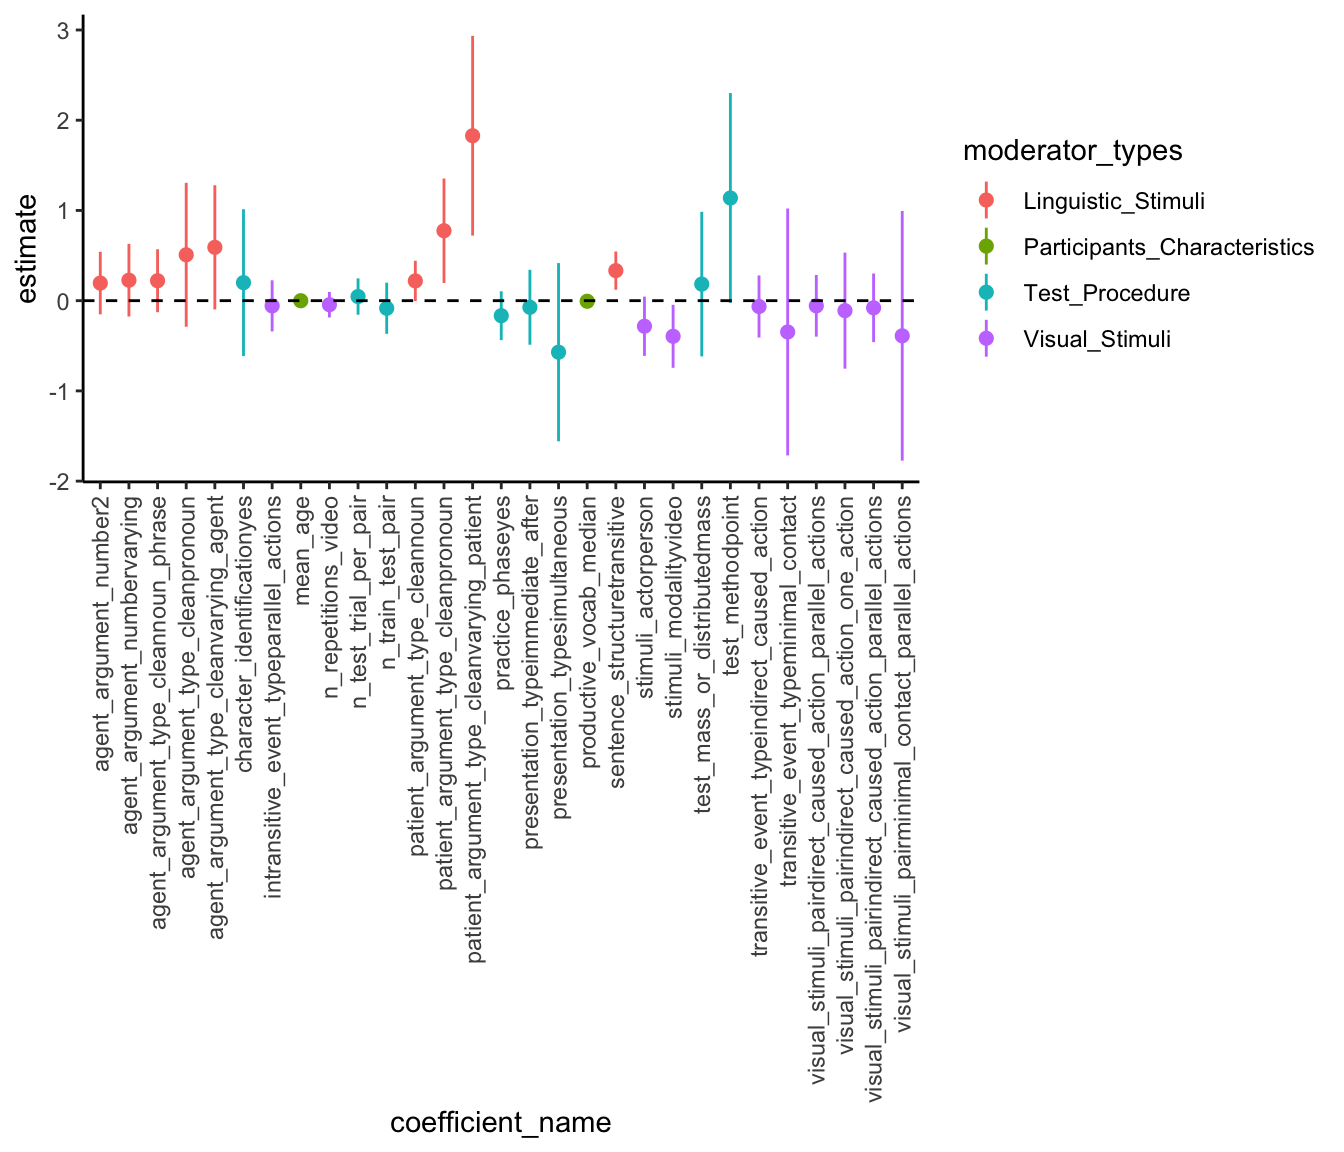 3
2
1
0
-1
-2
estimate
agent_argument_number2
agent_argument_numbervarying
agent_argument_type_cleannoun_phrase
agent_argument_type_cleanpronoun
agent_argument_type_cleanvarying_agent
character_identificationyes
intransitive_event_typeparallel_actions
mean_age
n_repetitions_video
n_test_trial_per_pair
n_train_test_pair
patient_argument_type_cleannoun
patient_argument_type_cleanpronoun
patient_argument_type_cleanvarying_patient
practice_phaseyes
presentation_typeimmediate_after
presentation_typesimultaneous
productive_vocab_median
sentence_structuretransitive
stimuli_actorperson
stimuli_modalityvideo
test_mass_or_distributedmass
test_methodpoint
transitive_event_typeindirect_caused_action
transitive_event_typeminimal_contact
visual_stimuli_pairdirect_caused_action_parallel_actions
visual_stimuli_pairindirect_caused_action_one_action
visual_stimuli_pairindirect_caused_action_parallel_actions
visual_stimuli_pairminimal_contact_parallel_actions
coefficient_name
moderator_types
Linguistic_Stimuli
Participants_Characteristics
Test_Procedure
Visual_Stimuli